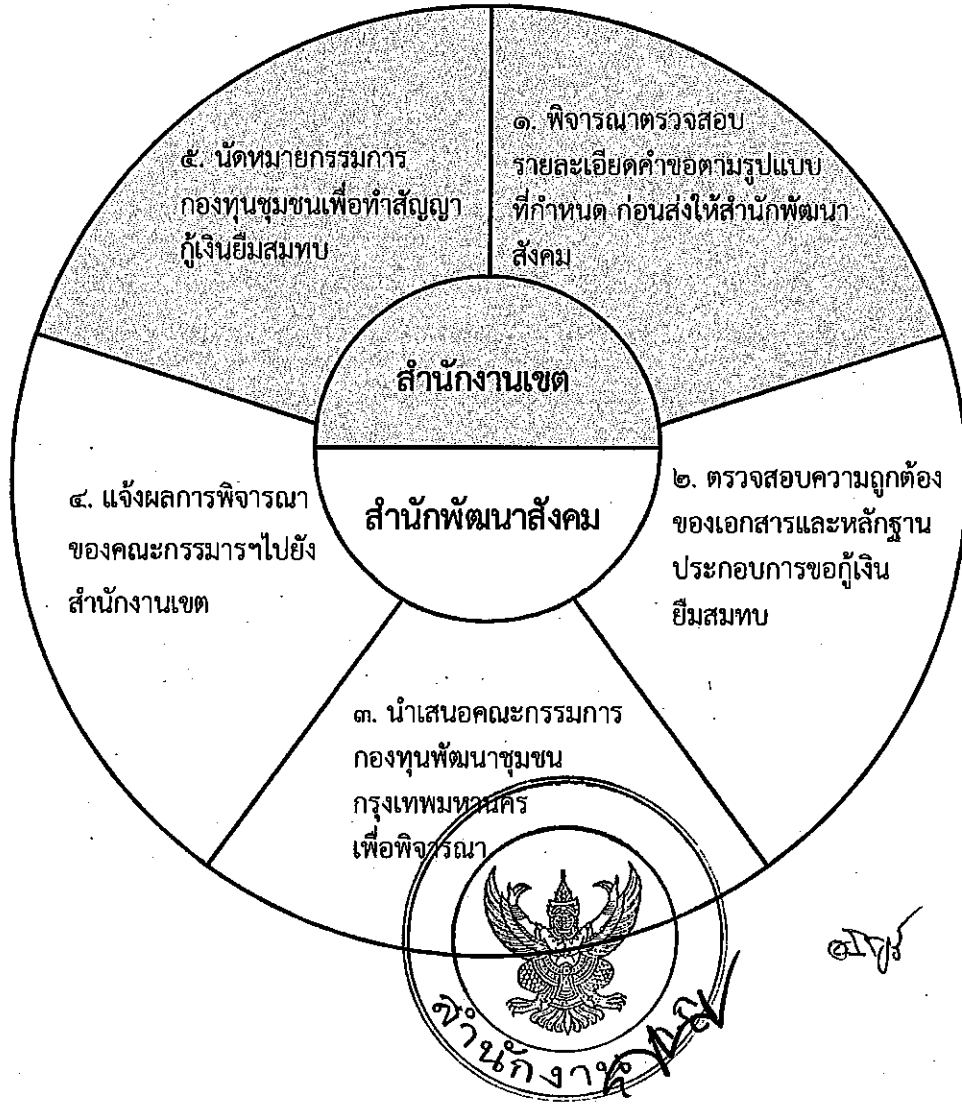 ๑. พิจารณาตรวจสอบ
รายละเอียดคำขอตามรูปแบบ
ที่กำหนด ก่อนส่งให้สำนักพัฒนา
สังคม
๕. นัดหมายกรรมการ
กองทุนชุมชนเพื่อทำสัญญา
กู้เงินยืมสมทบ
สำนักงานเขต
สำนักพัฒนาสังคม
๒. ตรวจสอบความถูกต้อง
ของเอกสารและหลักฐาน
ประกอบการขอกู้เงิน
ยืมสมทบ
๔. แจ้งผลการพิจารณา
ของคณะกรรมารฯไปยัง
สำนักงานเขต
๓. นำเสนอคณะกรรมการ
กองทุนพัฒนาชุมชน
กรุงเทพมหานคร
เพื่อพิจารณา
สำนักงาน